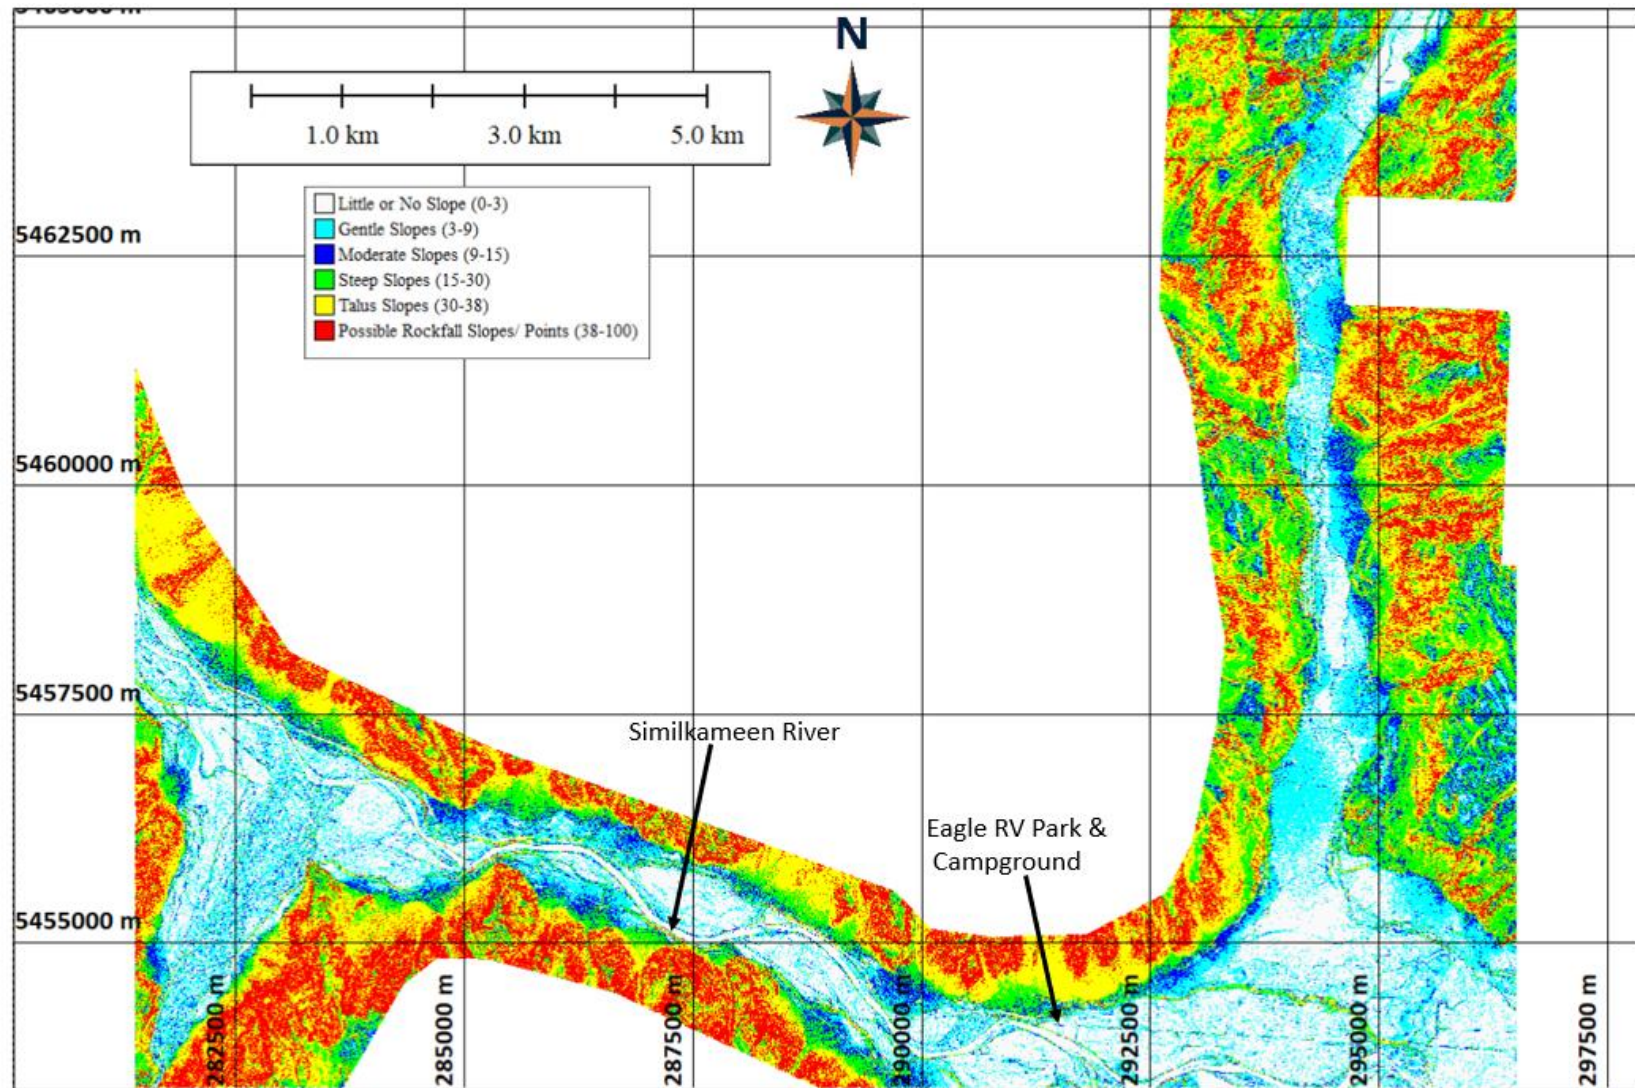 N
1.0 km 3.0 km 5.0 km
Little or No Slope (0-3)
Gentle Slopes (3-9)
Moderate Slopes (9-15)
Steep Slopes (15-30)
Talus Slopes (30-38)
Possible Rockfall Slopes/ Points (38-100)
5462500 m
5460000 m
5457500 m
Similkameen River
Eagle RV Park &
Campground
5455000 m
282500 m
285000 m
287500 m
290000 m
292500 m
295000 m
297500 m